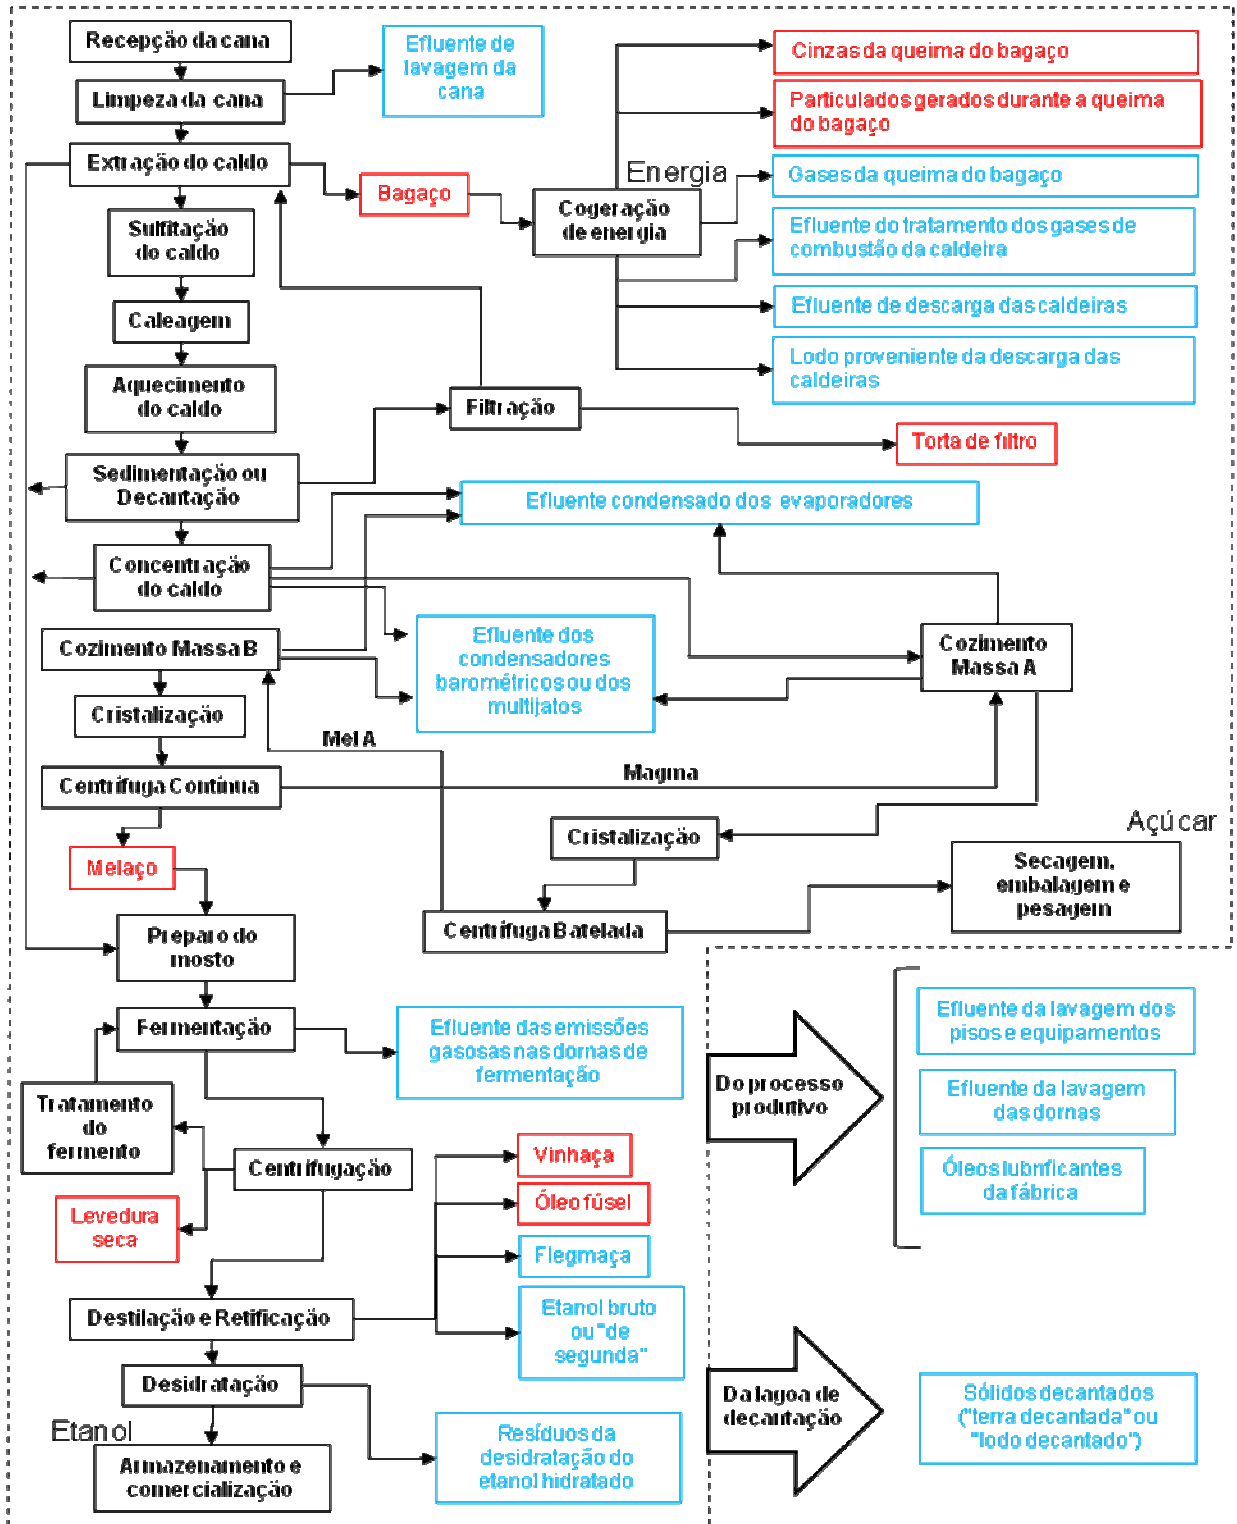 Recepção da cana
Limpeza da cana
Efluente de
lavagem da
cana
Extração do caldo
Bagaço
Sulfitação
do caldo
Caleagem
Aquecimento
do caldo
Sedimentação ou
Decantação
Concentração
do caldo
Energia
Cogeração
de energia
Cinzas da queima do bagaço
Particulados gerados durante a queima
do bagaço
Gases da queima do bagaço
Efluente do tratamento dos gases de
combustão da caldeira
Efluente de descarga das caldeiras
Lodo proveniente da descarga das
caldeiras
Filtração
Torta de filtro
Efluente condensado dos evaporadores
Cozimento Massa B
Efluente dos
condensadores
barométricos ou dos
multijatos
Cozimento
Massa A
Cristalização
Mel A
Centrífuga Contínua
Magma
Melaço
Cristalização
Açúcar
Secagem,
embalagem e
pesagem
Centrífuga Batelada
Preparo do
mosto
Fermentação
Efluente das emissões
gasosas nas dornas de
fermentação
Tratamento
do
fermento
Centrifugação
Levedura
seca
Vinhaça
Óleo fúsel
Flegmaça
Etanol bruto
ou "de
segunda"
Destilação e Retificação
Desidratação
Etanol
Armazenamento e
comercialização
Resíduos da
desidratação do
etanol hidratado
Do processo
produtivo
Efluente da lavagem dos
pisos e equipamentos
Efluente da lavagem
das dornas
Óleos lubrificantes
da fábrica
Da lagoa de
decantação
Sólidos decantados
("terra decantada" ou
"lodo decantado")